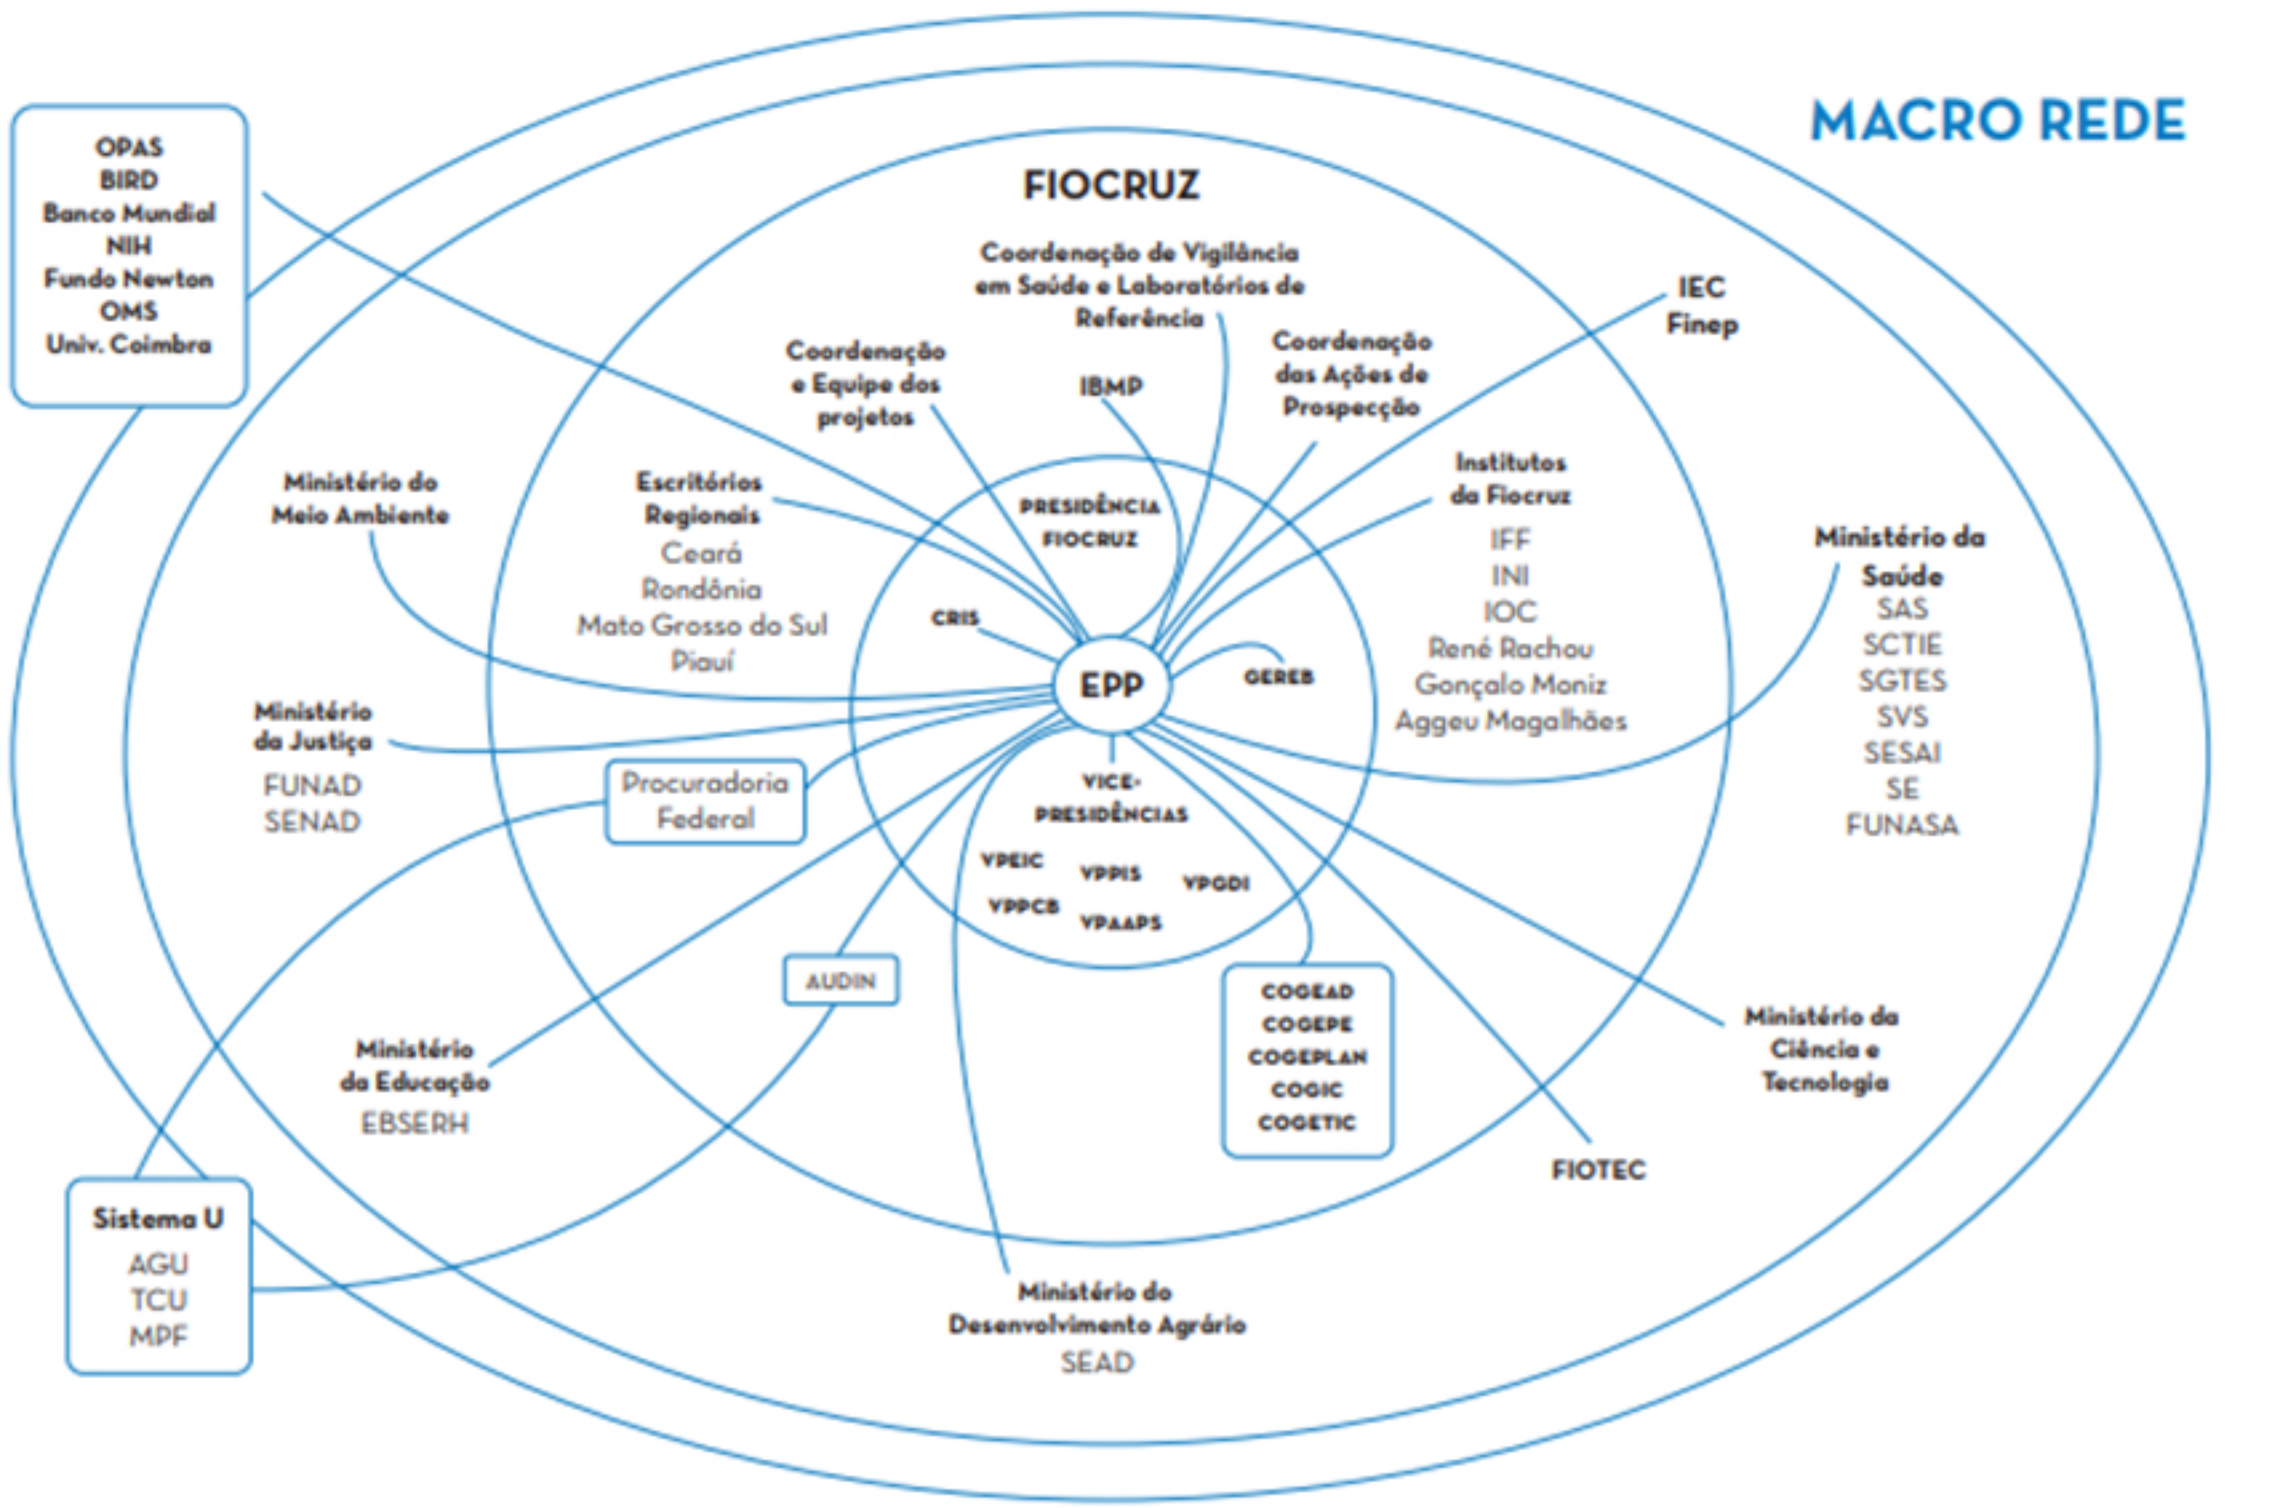 MACRO REDE
OPAS
BIRD
Banco Mundial
NIH
Fundo Newton
OMS
Univ. Coimbra
FIOCRUZ
Coordenação de Vigilância
em Saúde e Laboratórios de
Referência
Coordenação
e Equipe dos
projetos
IBMP
Coordenação
das Ações de
Prospecção
IEC
Finep
Ministério do
Meio Ambiente
Escritórios
Regionais
Ceará
Rondônia
Mato Grosso do Sul
Piauí
PRESIDÊNCIA
FIOCRUZ
Institutos
da Fiocruz
IFF
INI
IOC
René Rachou
Gonçalo Moniz
Aggeu Magalhães
Ministério da
Saúde
SAS
SCTIE
SGTES
SVS
SESAI
SE
FUNASA
CRIS
EPP
GEREB
Ministério
da Justiça
FUNAD
SENAD
Procuradoria
Federal
VICE-
PRESIDÊNCIAS
VPEIC
VPPIS
VPGDI
VPPCB
VPAAPS
AUDIN
COGEAD
COGEPE
COGEPLAN
COGIC
COGETIC
Ministério da
Ciência e
Tecnologia
Ministério
da Educação
EBSERH
FIOTEC
Sistema U
AGU
TCU
MPF
Ministério do
Desenvolvimento Agrário
SEAD